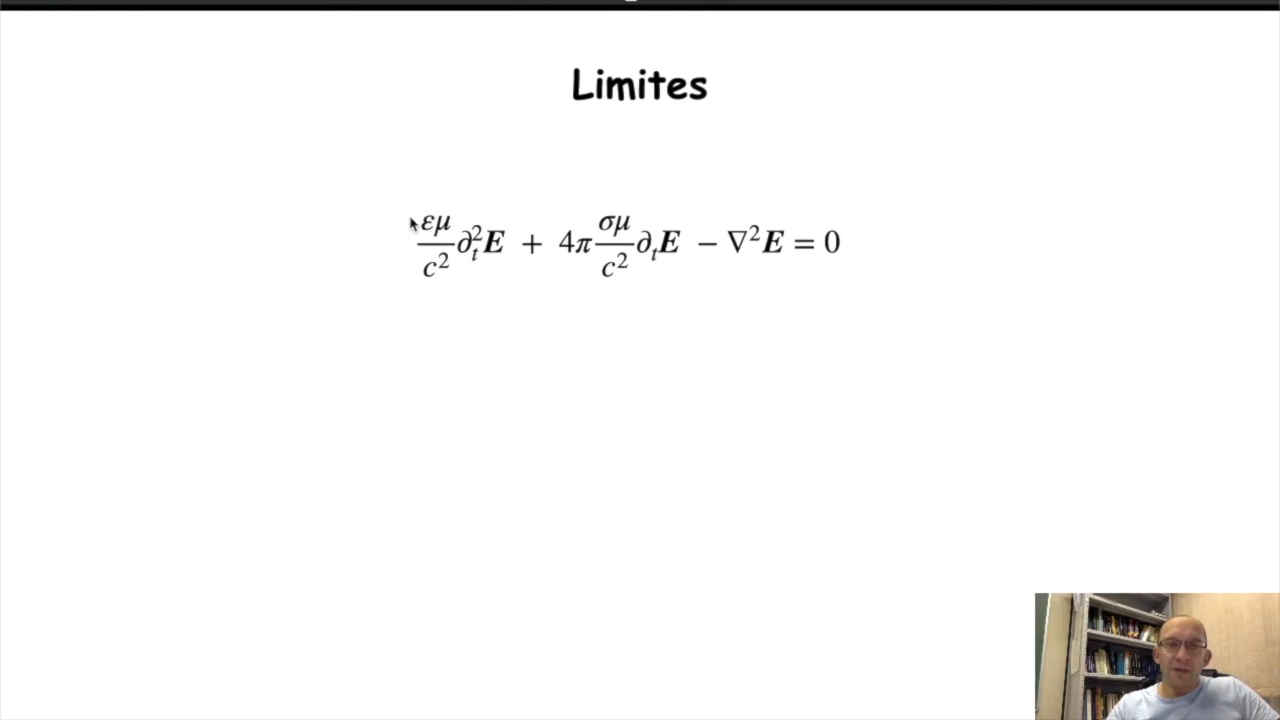 Limites
εμ/c² ∂ₜ²E + 4π σμ/c² ∂ₜE − ∇²E = 0